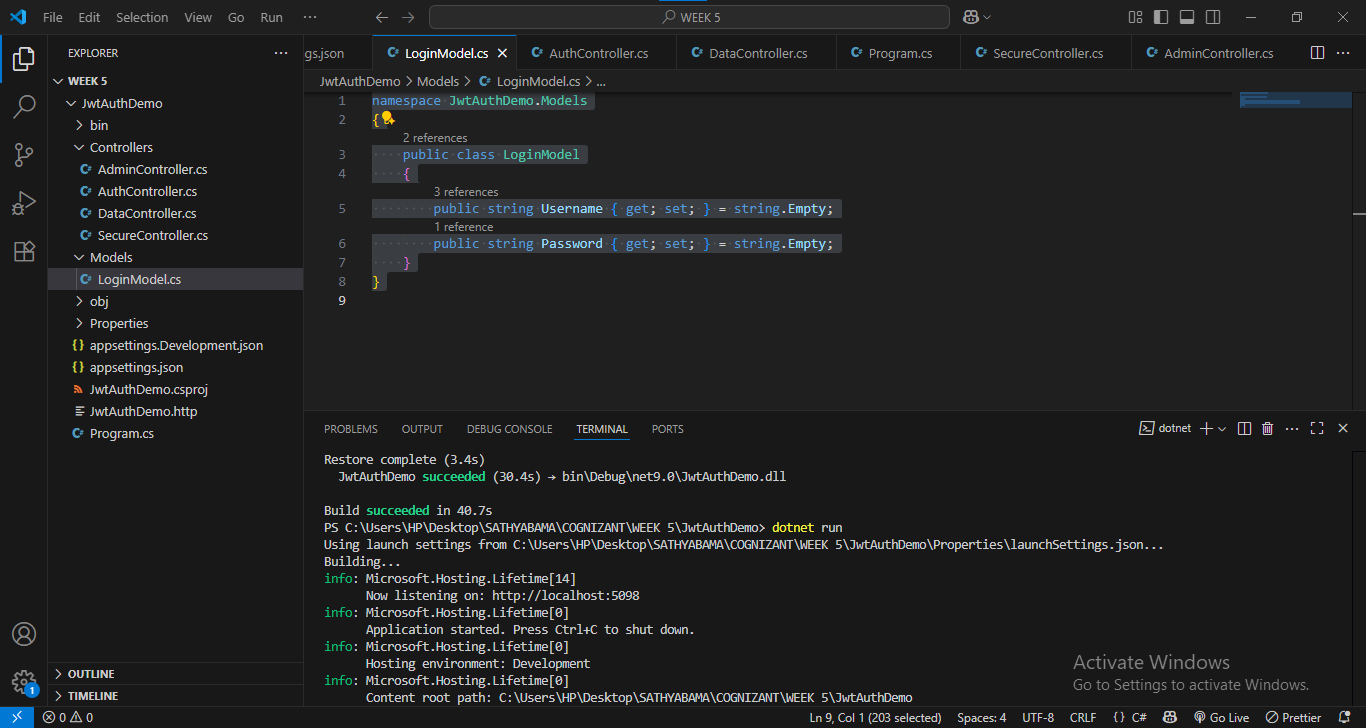 File Edit Selection View Go Run ··· WEEK 5
EXPLORER ···
WEEK 5
JwtAuthDemo
bin
Controllers
AdminController.cs
AuthController.cs
DataController.cs
SecureController.cs
Models
LoginModel.cs
obj
Properties
appsettings.Development.json
appsettings.json
JwtAuthDemo.csproj
JwtAuthDemo.http
Program.cs
OUTLINE
TIMELINE
gs.json LoginModel.cs AuthController.cs DataController.cs Program.cs SecureController.cs AdminController.cs ···
JwtAuthDemo > Models > LoginModel.cs > ...
1 namespace JwtAuthDemo.Models
2 {
2 references
3 public class LoginModel
4 {
3 references
5 public string Username { get; set; } = string.Empty;
1 reference
6 public string Password { get; set; } = string.Empty;
7 }
8 }
9
PROBLEMS OUTPUT DEBUG CONSOLE TERMINAL PORTS dotnet ···
Restore complete (3.4s)
JwtAuthDemo succeeded (30.4s) → bin\Debug\net9.0\JwtAuthDemo.dll
Build succeeded in 40.7s
PS C:\Users\HP\Desktop\SATHYABAMA\COGNIZANT\WEEK 5\JwtAuthDemo> dotnet run
Using launch settings from C:\Users\HP\Desktop\SATHYABAMA\COGNIZANT\WEEK 5\JwtAuthDemo\Properties\launchSettings.json...
Building...
info: Microsoft.Hosting.Lifetime[14]
Now listening on: http://localhost:5098
info: Microsoft.Hosting.Lifetime[0]
Application started. Press Ctrl+C to shut down.
info: Microsoft.Hosting.Lifetime[0]
Hosting environment: Development
info: Microsoft.Hosting.Lifetime[0]
Content root path: C:\Users\HP\Desktop\SATHYABAMA\COGNIZANT\WEEK 5\JwtAuthDemo
Activate Windows
Go to Settings to activate Windows.
1
0 0 Ln 9, Col 1 (203 selected) Spaces: 4 UTF-8 CRLF {} C# Go Live Prettier